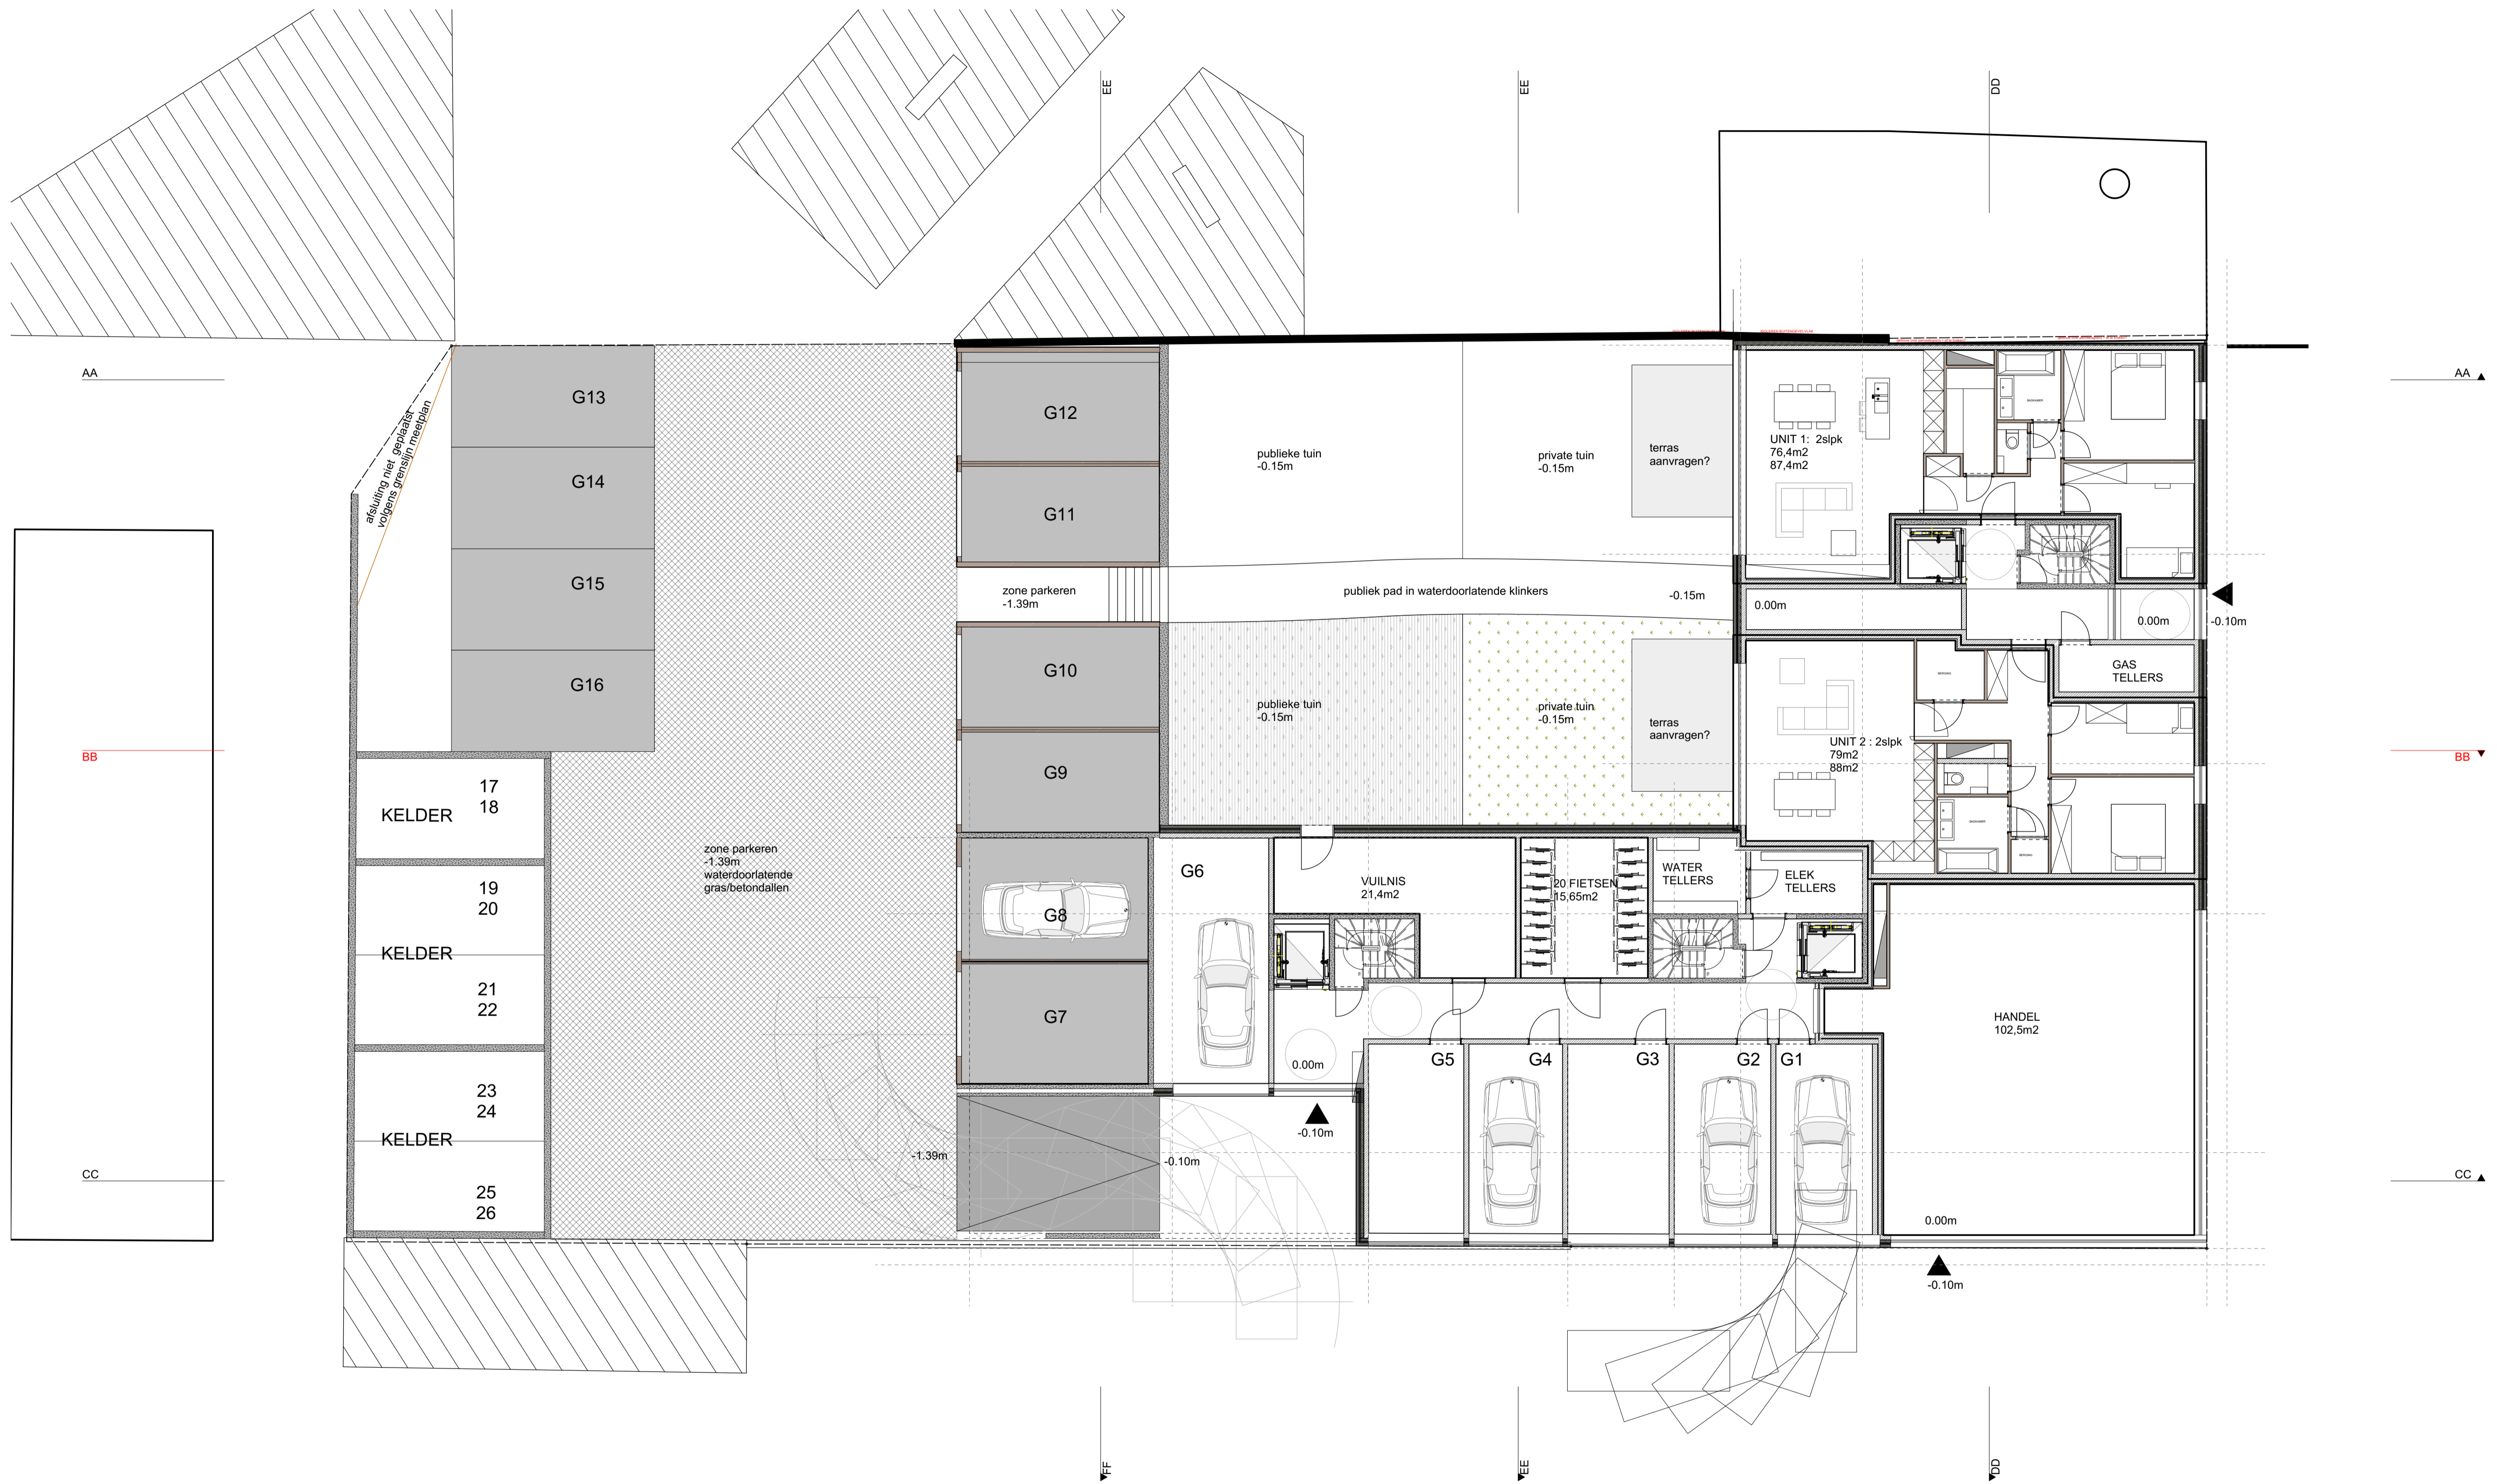 EE
EE
DD
AA
AA
G13
G12
afsluiting niet geplaatst
volgens grenslijn meetplan
UNIT 1: 2slpk
76,4m2
87,4m2
BADKAMER
publieke tuin
-0.15m
private tuin
-0.15m
terras
aanvragen?
G14
G11
G15
zone parkeren
-1.39m
publiek pad in waterdoorlatende klinkers
-0.15m
0.00m
0.00m
-0.10m
G16
G10
BERGING
GAS
TELLERS
publieke tuin
-0.15m
private tuin
-0.15m
terras
aanvragen?
UNIT 2 : 2slpk
79m2
88m2
BB
BB
G9
17
18
KELDER
BADKAMER
BERGING
zone parkeren
-1.39m
waterdoorlatende
gras/betondallen
G6
VUILNIS
21,4m2
20 FIETSEN
15,65m2
WATER
TELLERS
ELEK
TELLERS
19
20
G8
KELDER
21
22
G7
HANDEL
102,5m2
0.00m
G5
G4
G3
G2
G1
23
24
KELDER
-0.10m
-1.39m
-0.10m
CC
CC
25
26
0.00m
-0.10m
FF
EE
DD